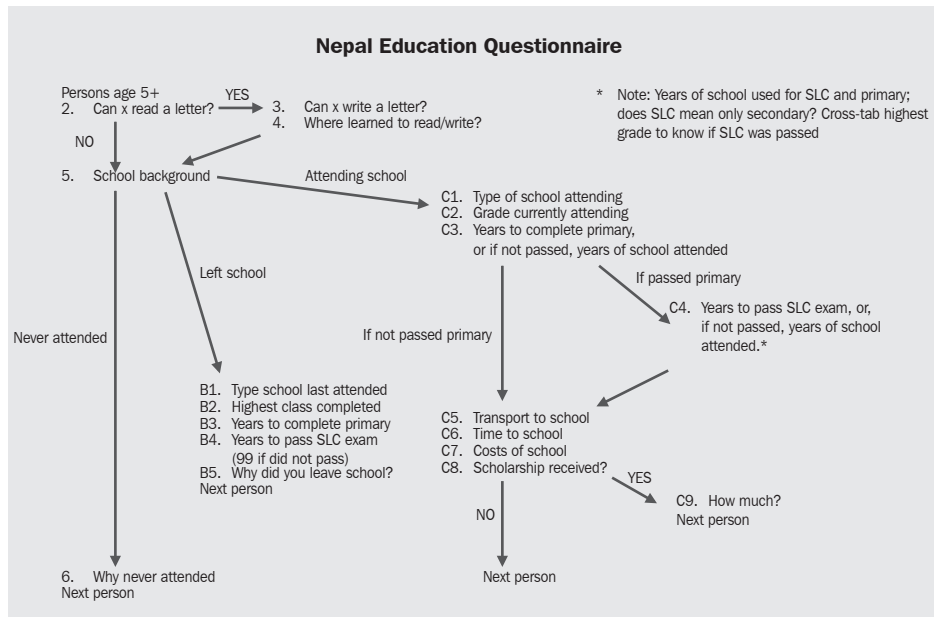 Nepal Education Questionnaire
Persons age 5+
2. Can x read a letter?
YES
3. Can x write a letter?
4. Where learned to read/write?
* Note: Years of school used for SLC and primary;
does SLC mean only secondary? Cross-tab highest
grade to know if SLC was passed
NO
5. School background
Attending school
C1. Type of school attending
C2. Grade currently attending
C3. Years to complete primary,
or if not passed, years of school attended
Left school
If passed primary
C4. Years to pass SLC exam, or,
if not passed, years of school
attended.*
Never attended
If not passed primary
B1. Type school last attended
B2. Highest class completed
B3. Years to complete primary
B4. Years to pass SLC exam
(99 if did not pass)
B5. Why did you leave school?
Next person
C5. Transport to school
C6. Time to school
C7. Costs of school
C8. Scholarship received?
YES
C9. How much?
Next person
NO
Next person
6. Why never attended
Next person